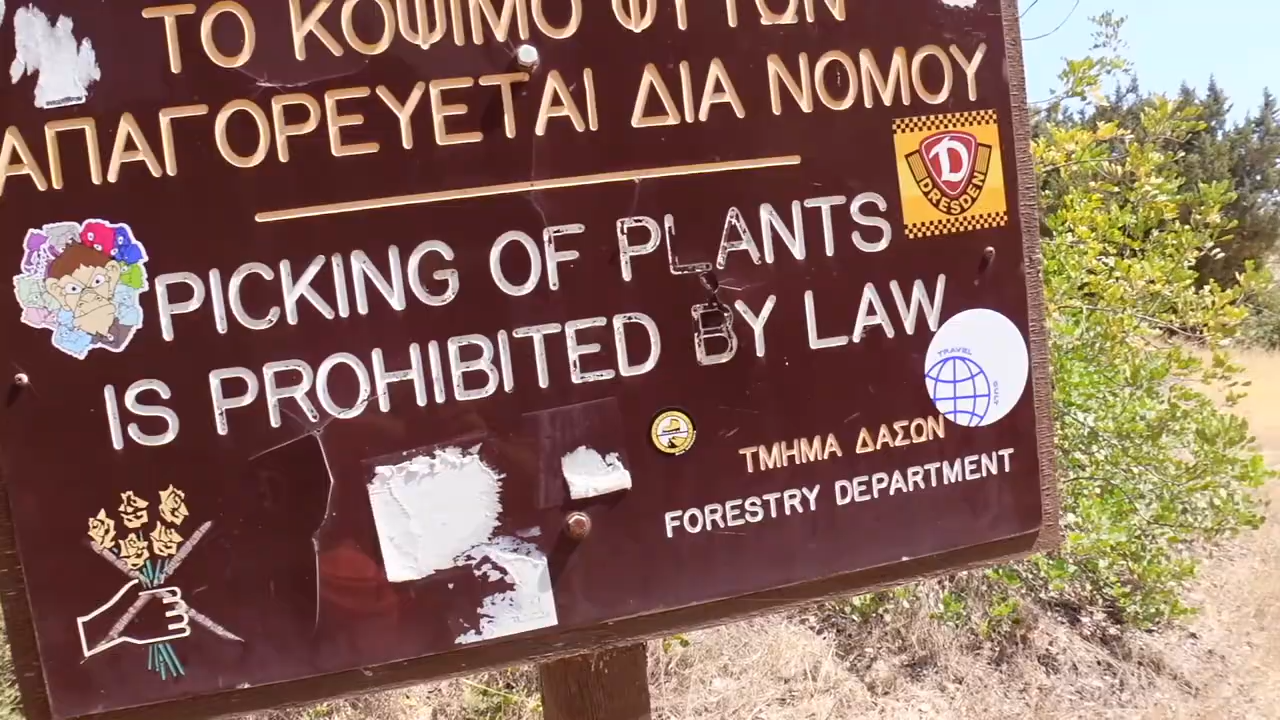 ΤΟ ΚΟΨΙΜΟ ΦΥΤΩΝ
ΑΠΑΓΟΡΕΥΕΤΑΙ ΔΙΑ ΝΟΜΟΥ
D
DRESDEN
PICKING OF PLANTS
IS PROHIBITED BY LAW
TRAVEL
ΤΜΗΜΑ ΔΑΣΩΝ
FORESTRY DEPARTMENT